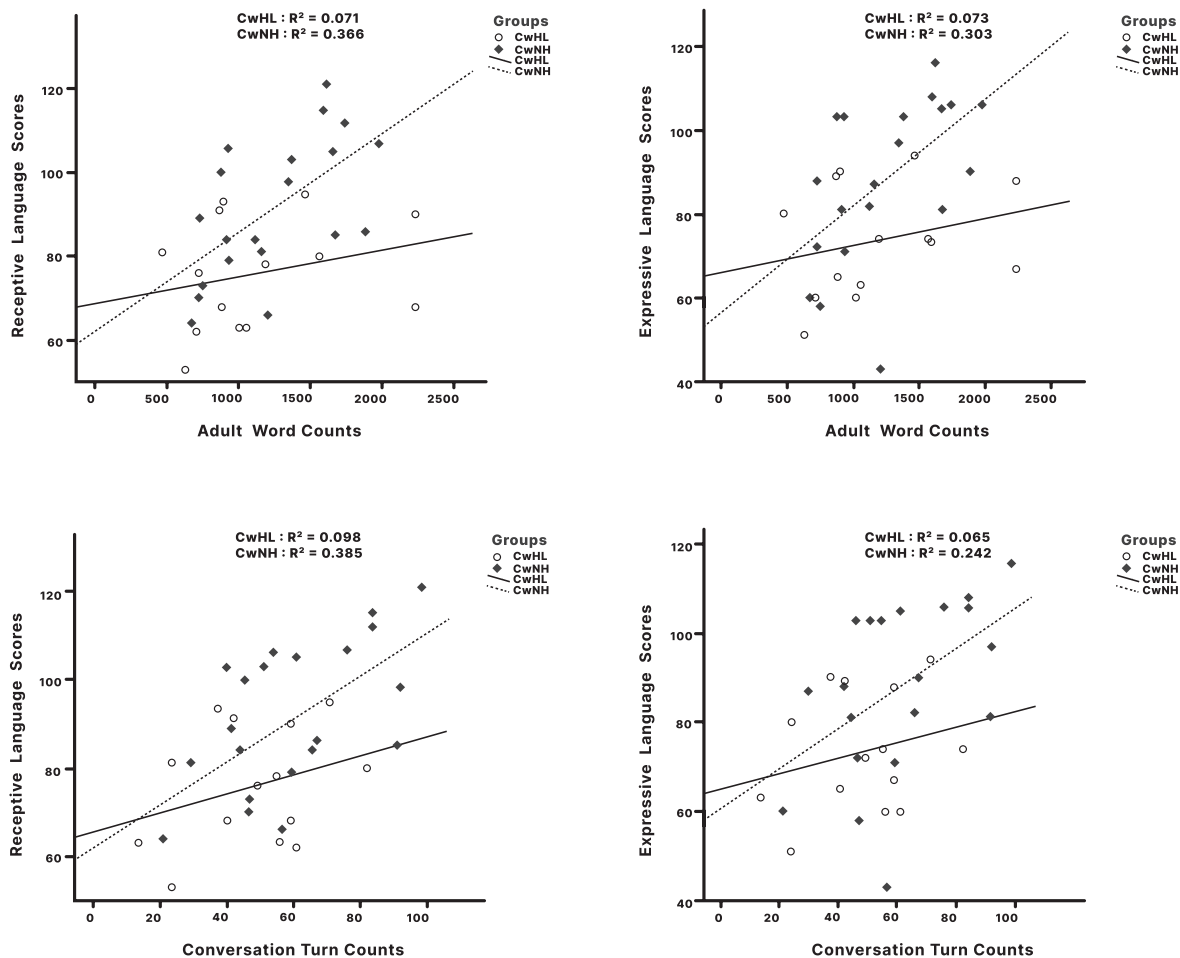 CwHL : R² = 0.071
CwNH : R² = 0.366
Groups
CwHL
CwNH
CwHL
CwNH
Receptive Language Scores
120
100
80
60
0 500 1000 1500 2000 2500
Adult Word Counts
CwHL : R² = 0.073
CwNH : R² = 0.303
Groups
CwHL
CwNH
CwHL
CwNH
Expressive Language Scores
120
100
80
60
40
0 500 1000 1500 2000 2500
Adult Word Counts
CwHL : R² = 0.098
CwNH : R² = 0.385
Groups
CwHL
CwNH
CwHL
CwNH
Receptive Language Scores
120
100
80
60
0 20 40 60 80 100
Conversation Turn Counts
CwHL : R² = 0.065
CwNH : R² = 0.242
Groups
CwHL
CwNH
CwHL
CwNH
Expressive Language Scores
120
100
80
60
40
0 20 40 60 80 100
Conversation Turn Counts